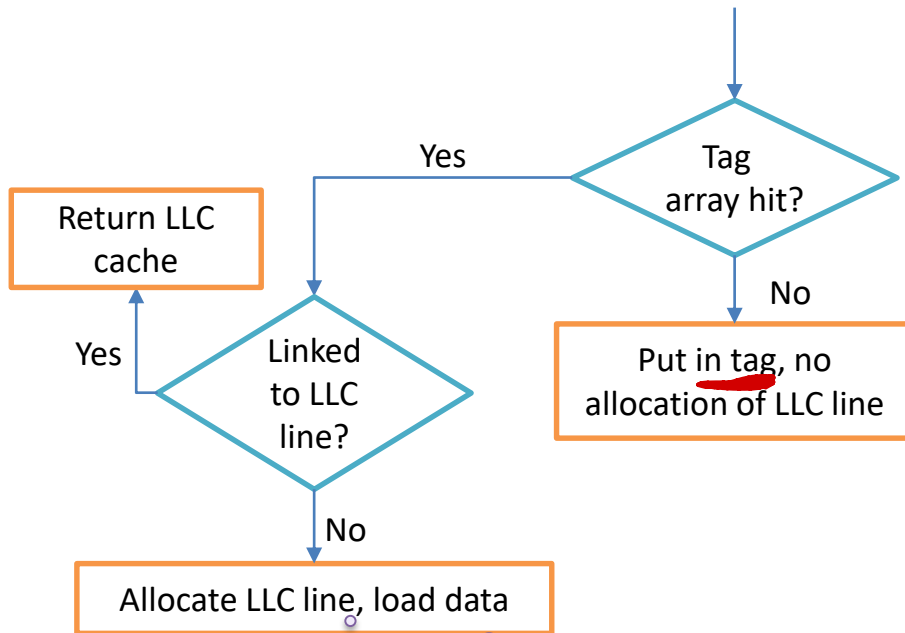 Tag
array hit?
Yes
No
Put in tag, no
allocation of LLC line
Linked
to LLC
line?
Yes
Return LLC
cache
No
Allocate LLC line, load data